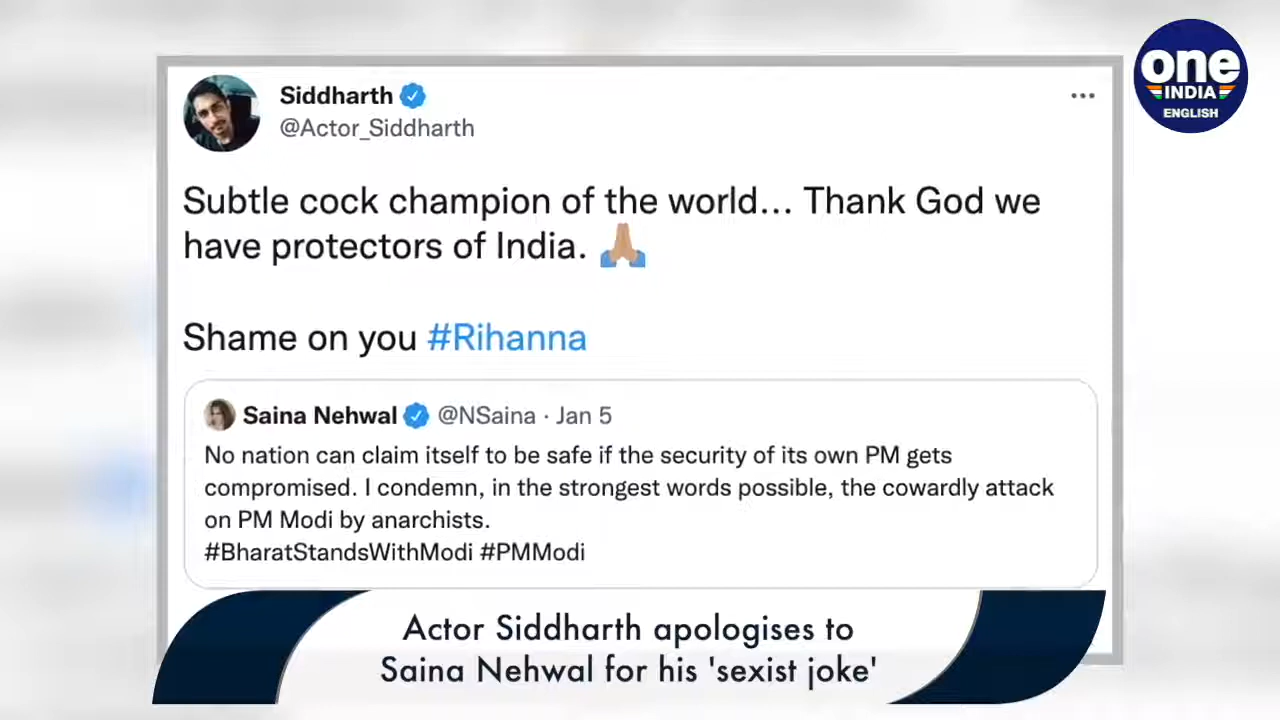 one
INDIA
ENGLISH
Siddharth
@Actor_Siddharth
Subtle cock champion of the world... Thank God we
have protectors of India. 🙏🏽
Shame on you #Rihanna
Saina Nehwal @NSaina · Jan 5
No nation can claim itself to be safe if the security of its own PM gets
compromised. I condemn, in the strongest words possible, the cowardly attack
on PM Modi by anarchists.
#BharatStandsWithModi #PMModi
Actor Siddharth apologises to
Saina Nehwal for his 'sexist joke'